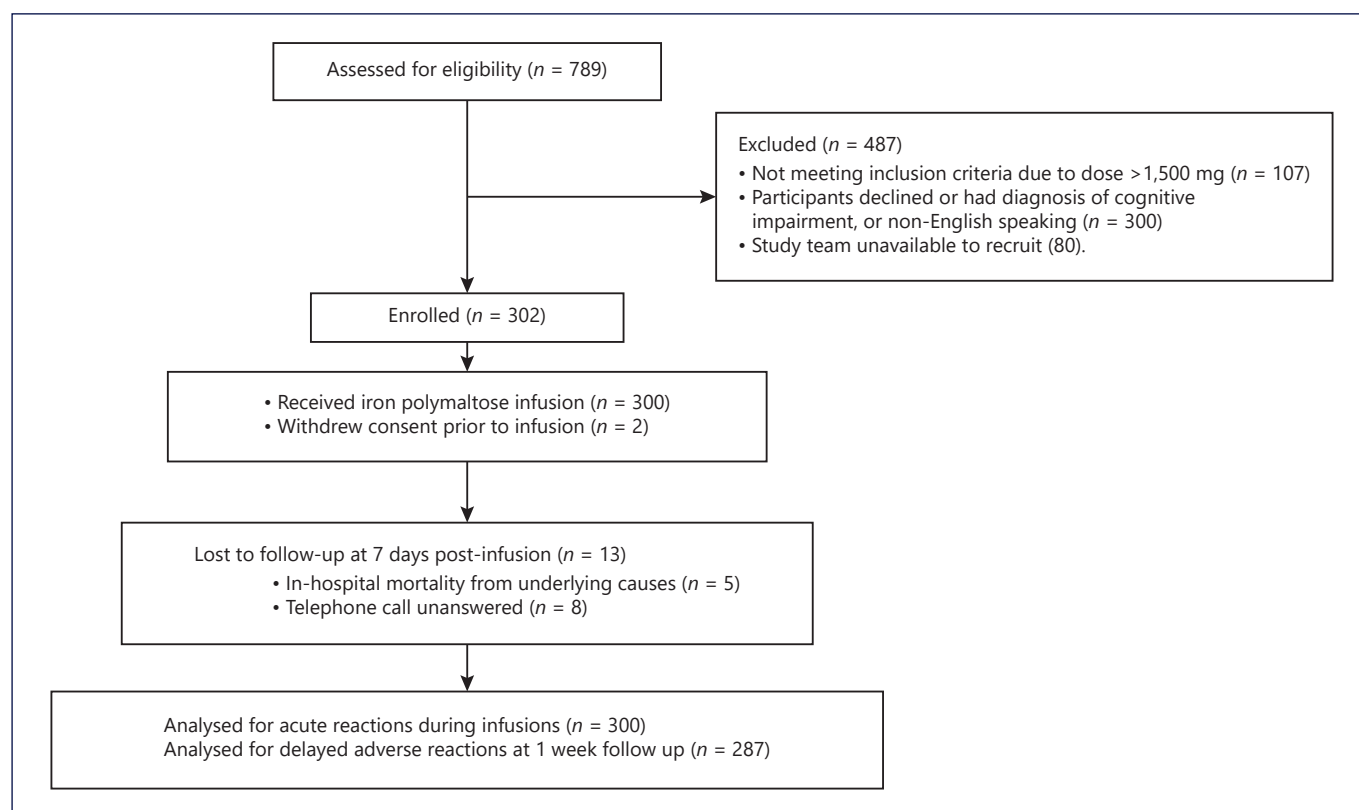 Assessed for eligibility (n = 789)
Excluded (n = 487)
• Not meeting inclusion criteria due to dose >1,500 mg (n = 107)
• Participants declined or had diagnosis of cognitive
impairment, or non-English speaking (n = 300)
• Study team unavailable to recruit (80).
Enrolled (n = 302)
• Received iron polymaltose infusion (n = 300)
• Withdrew consent prior to infusion (n = 2)
Lost to follow-up at 7 days post-infusion (n = 13)
• In-hospital mortality from underlying causes (n = 5)
• Telephone call unanswered (n = 8)
Analysed for acute reactions during infusions (n = 300)
Analysed for delayed adverse reactions at 1 week follow up (n = 287)